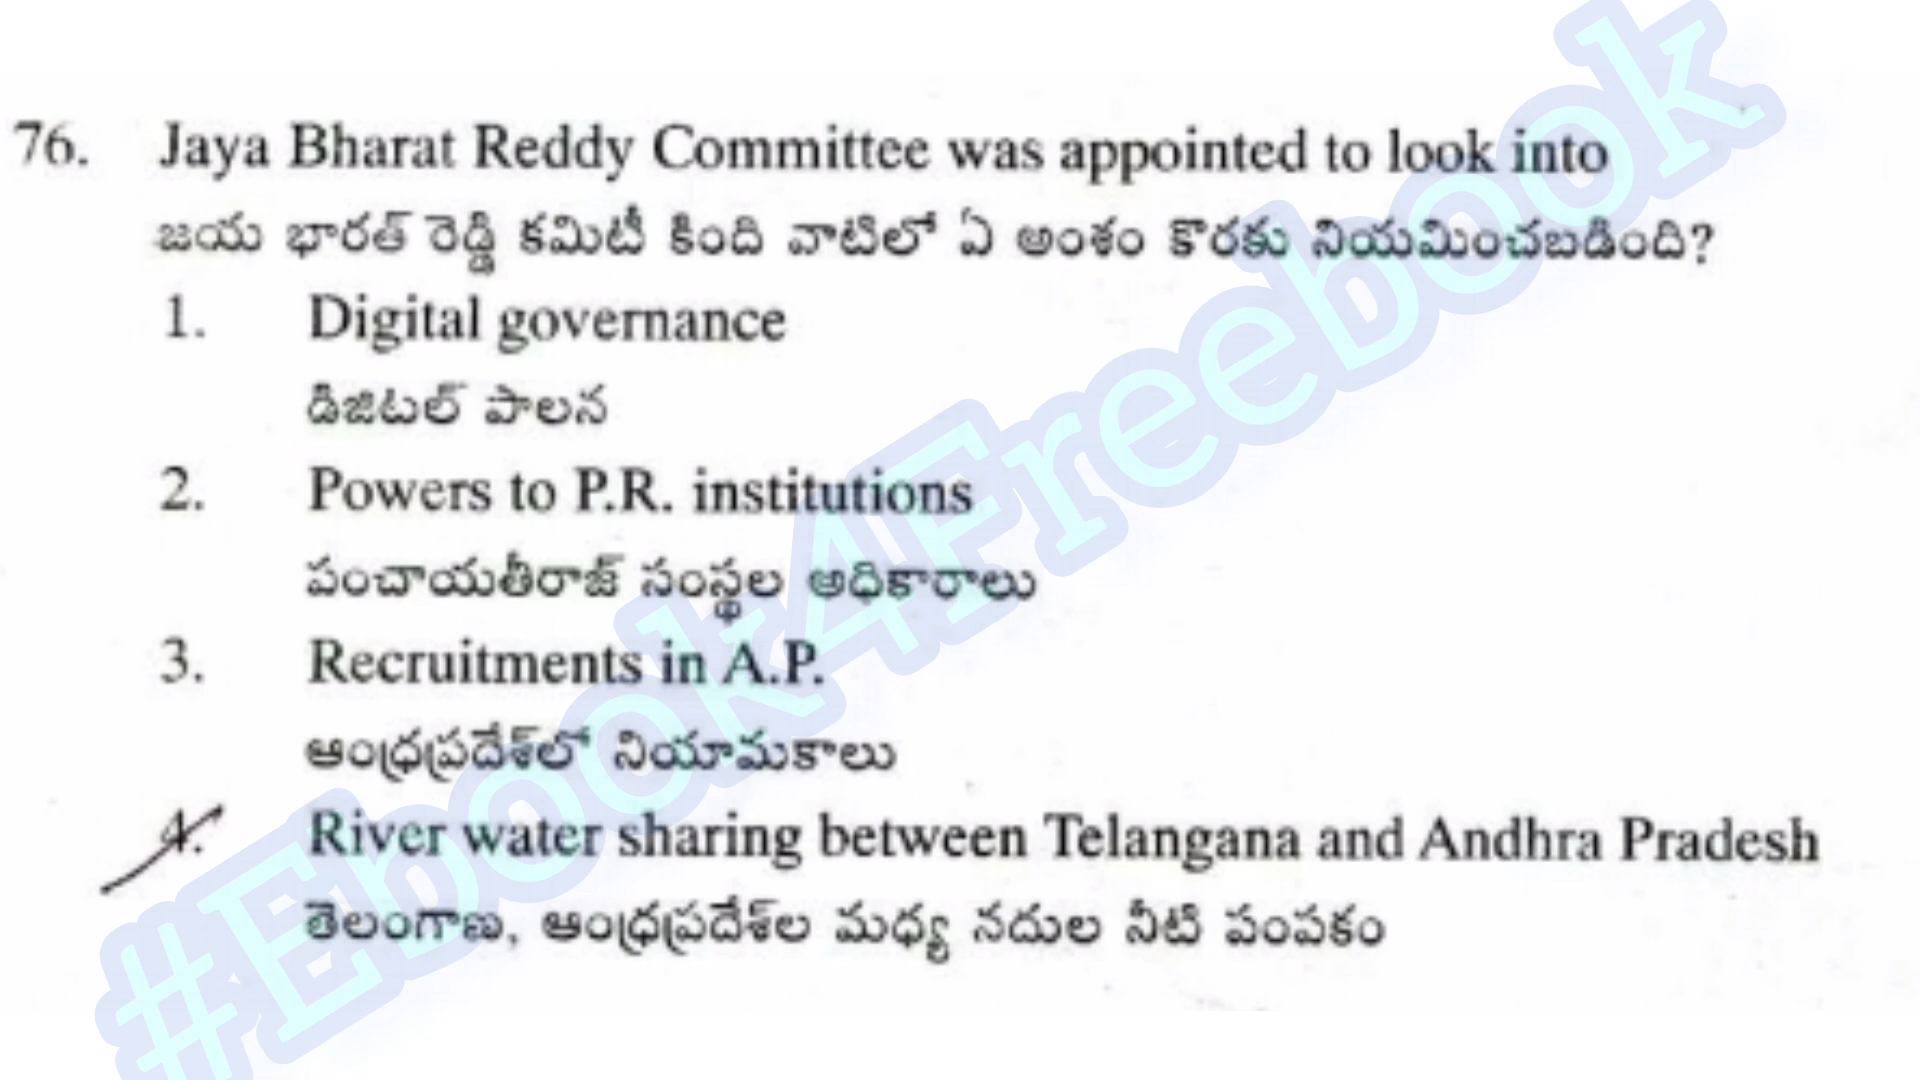 76. Jaya Bharat Reddy Committee was appointed to look into
జయ భారత్ రెడ్డి కమిటీ కింది వాటిలో ఏ అంశం కొరకు నియమించబడింది?
1. Digital governance
డిజిటల్ పాలన
2. Powers to P.R. institutions
పంచాయతీరాజ్ సంస్థల అధికారాలు
3. Recruitments in A.P.
ఆంధ్రప్రదేశ్‌లో నియామకాలు
4. River water sharing between Telangana and Andhra Pradesh
తెలంగాణ, ఆంధ్రప్రదేశ్‌ల మధ్య నదుల నీటి పంపకం
#Ebook4Freebook